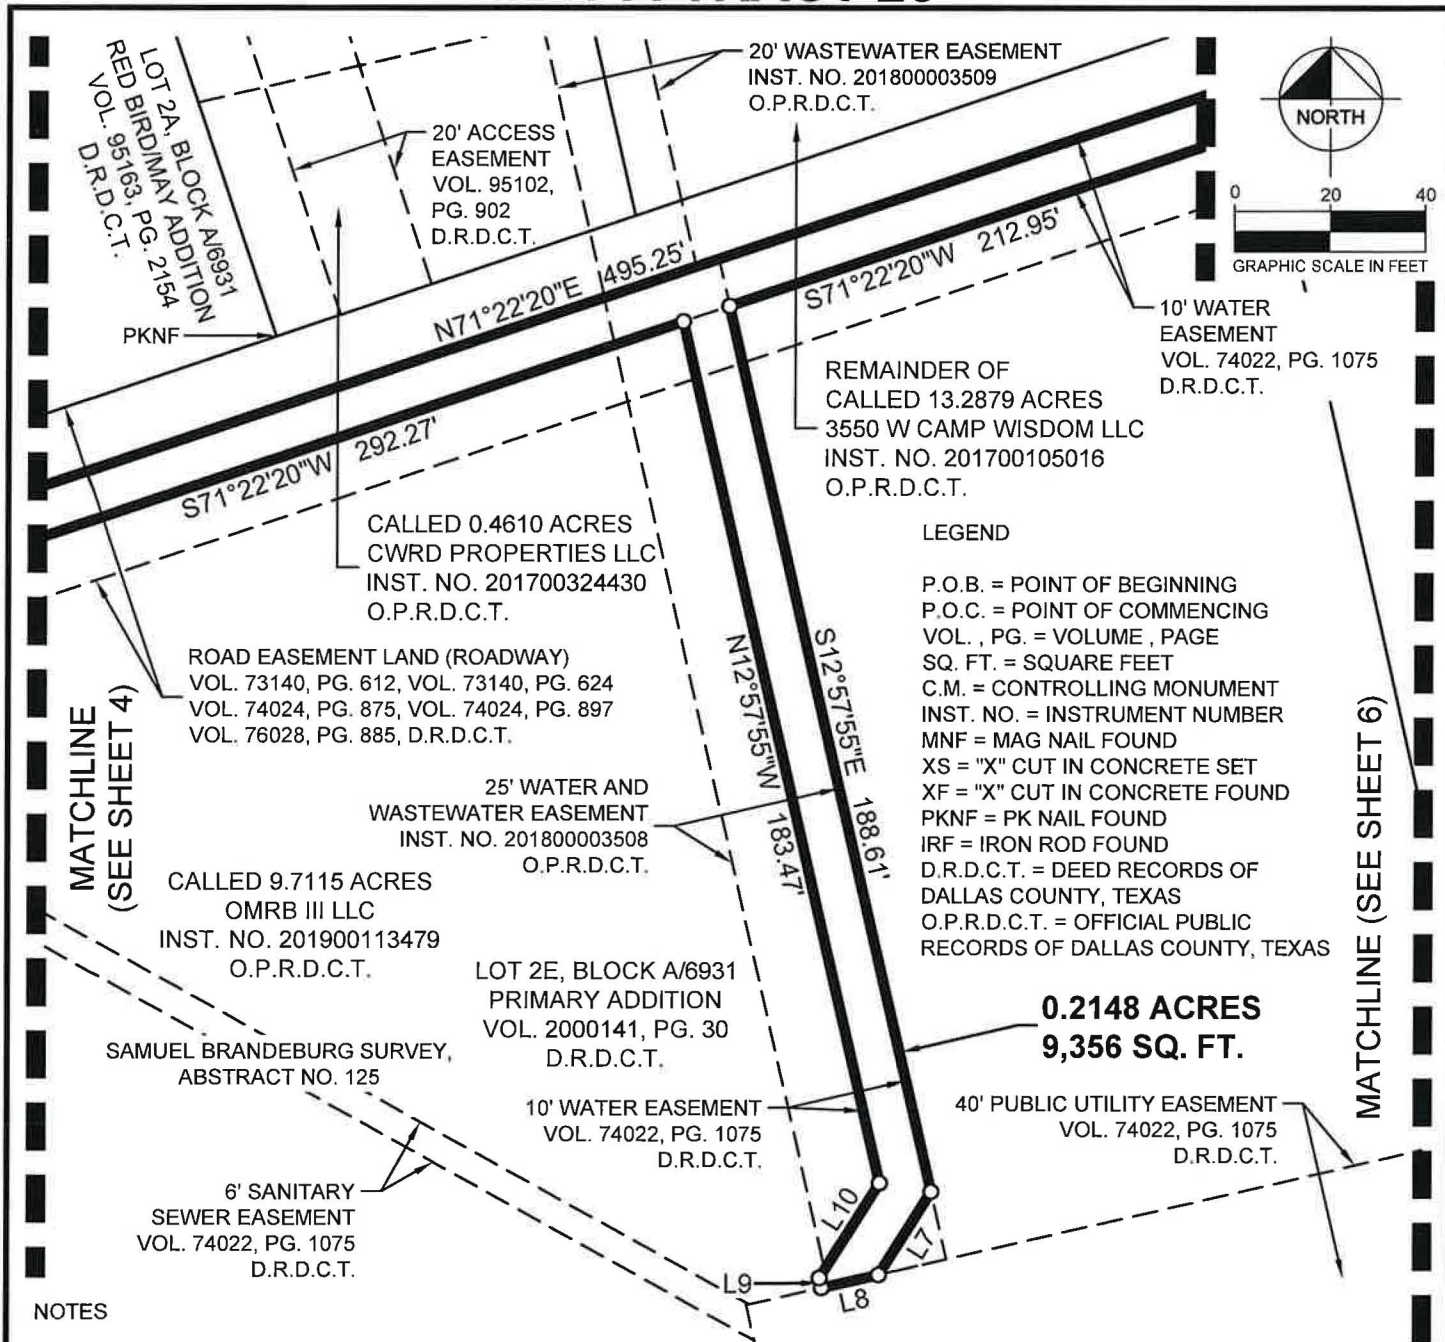 20' WASTEWATER EASEMENT
INST. NO. 201800003509
O.P.R.D.C.T.
LOT 2A, BLOCK A/6931
RED BIRD/MAY ADDITION
VOL. 95163, PG. 2154
D.R.D.C.T.
20' ACCESS
EASEMENT
VOL. 95102,
PG. 902
D.R.D.C.T.
NORTH
0 20 40
GRAPHIC SCALE IN FEET
PKNF
N71°22'20"E 495.25'
S71°22'20"W 212.95'
10' WATER
EASEMENT
VOL. 74022, PG. 1075
D.R.D.C.T.
S71°22'20"W 292.27'
REMAINDER OF
CALLED 13.2879 ACRES
3550 W CAMP WISDOM LLC
INST. NO. 201700105016
O.P.R.D.C.T.
CALLED 0.4610 ACRES
CWRD PROPERTIES LLC
INST. NO. 201700324430
O.P.R.D.C.T.
LEGEND
P.O.B. = POINT OF BEGINNING
P.O.C. = POINT OF COMMENCING
VOL. , PG. = VOLUME , PAGE
SQ. FT. = SQUARE FEET
C.M. = CONTROLLING MONUMENT
INST. NO. = INSTRUMENT NUMBER
MNF = MAG NAIL FOUND
XS = "X" CUT IN CONCRETE SET
XF = "X" CUT IN CONCRETE FOUND
PKNF = PK NAIL FOUND
IRF = IRON ROD FOUND
D.R.D.C.T. = DEED RECORDS OF
DALLAS COUNTY, TEXAS
O.P.R.D.C.T. = OFFICIAL PUBLIC
RECORDS OF DALLAS COUNTY, TEXAS
ROAD EASEMENT LAND (ROADWAY)
VOL. 73140, PG. 612, VOL. 73140, PG. 624
VOL. 74024, PG. 875, VOL. 74024, PG. 897
VOL. 76028, PG. 885, D.R.D.C.T.
MATCHLINE
(SEE SHEET 4)
N12°57'55"W 183.47'
S12°57'55"E 188.61'
MATCHLINE (SEE SHEET 6)
25' WATER AND
WASTEWATER EASEMENT
INST. NO. 201800003508
O.P.R.D.C.T.
CALLED 9.7115 ACRES
OMRB III LLC
INST. NO. 201900113479
O.P.R.D.C.T.
LOT 2E, BLOCK A/6931
PRIMARY ADDITION
VOL. 2000141, PG. 30
D.R.D.C.T.
0.2148 ACRES
9,356 SQ. FT.
SAMUEL BRANDEBURG SURVEY,
ABSTRACT NO. 125
10' WATER EASEMENT
VOL. 74022, PG. 1075
D.R.D.C.T.
40' PUBLIC UTILITY EASEMENT
VOL. 74022, PG. 1075
D.R.D.C.T.
6' SANITARY
SEWER EASEMENT
VOL. 74022, PG. 1075
D.R.D.C.T.
L10
L7
L9
L8
NOTES